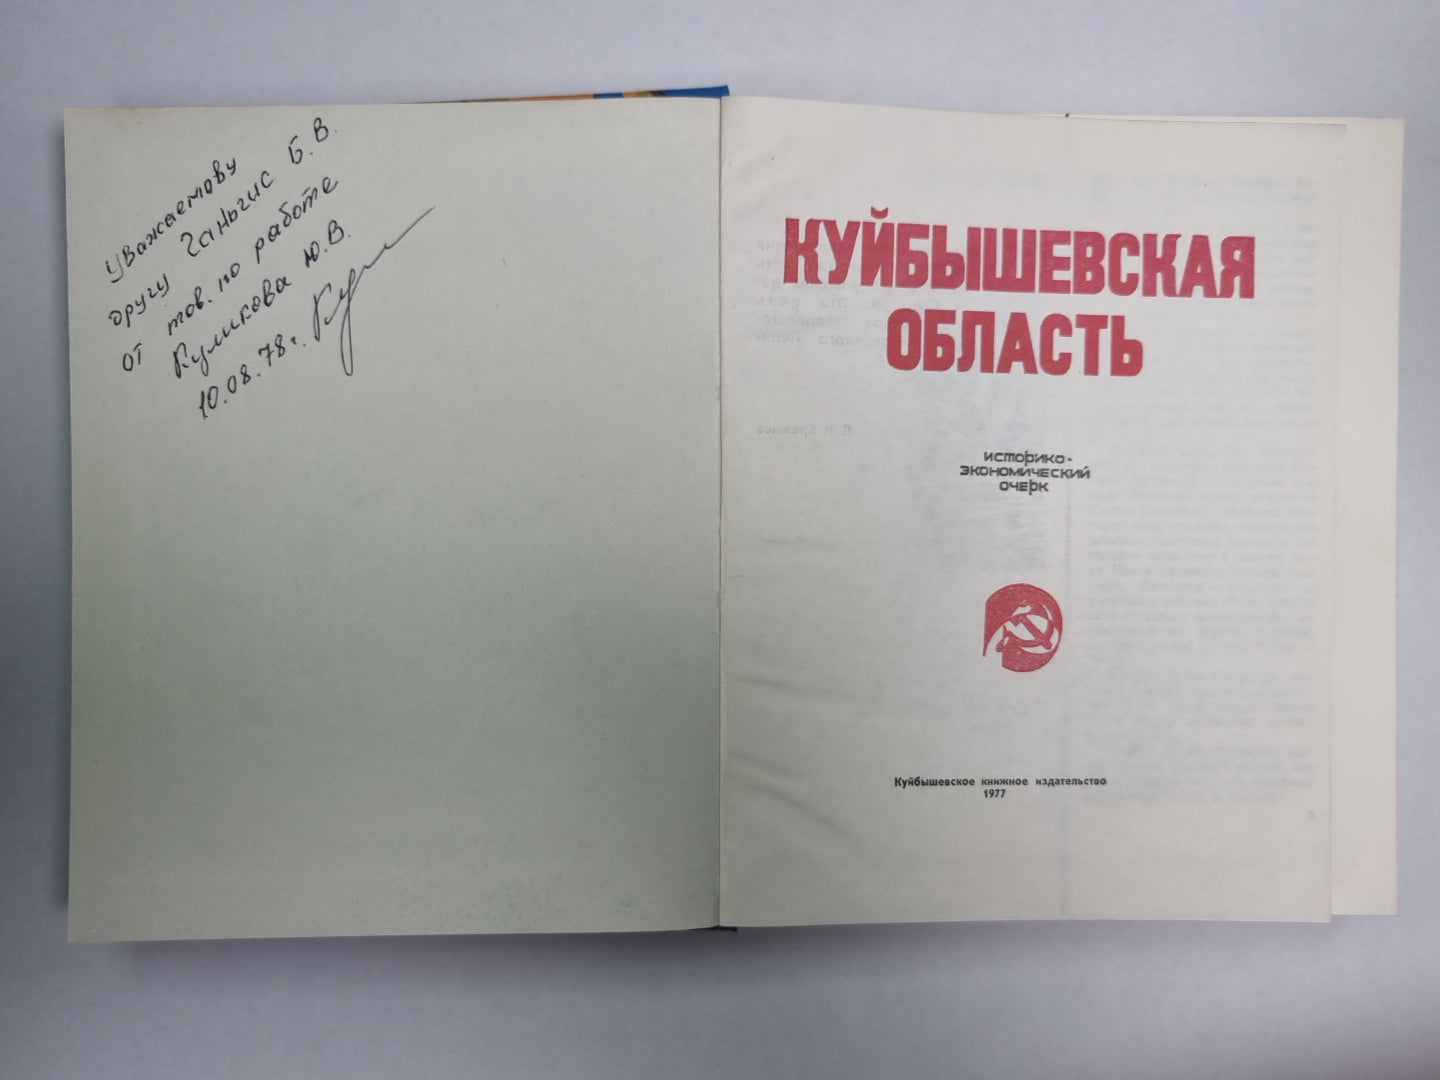 Уважаемову
другу Ганьгис Б.В.
от тов. по работе
Куликова Ю.В.
10.08.78г.
КУЙБЫШЕВСКАЯ
ОБЛАСТЬ
ИСТОРИКО-
ЭКОНОМИЧЕСКИЙ
ОЧЕРК
Куйбышевское книжное издательство
1977